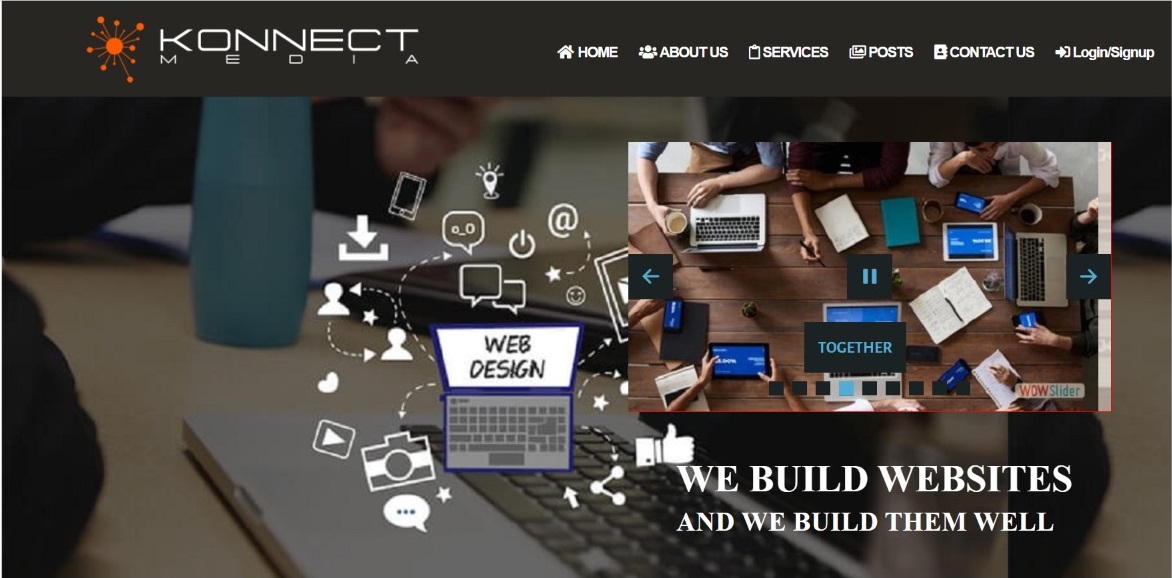 KONNECT
MEDIA
HOME ABOUT US SERVICES POSTS CONTACT US Login/Signup
@
WEB
DESIGN
TOGETHER
WOWSlider
WE BUILD WEBSITES
AND WE BUILD THEM WELL